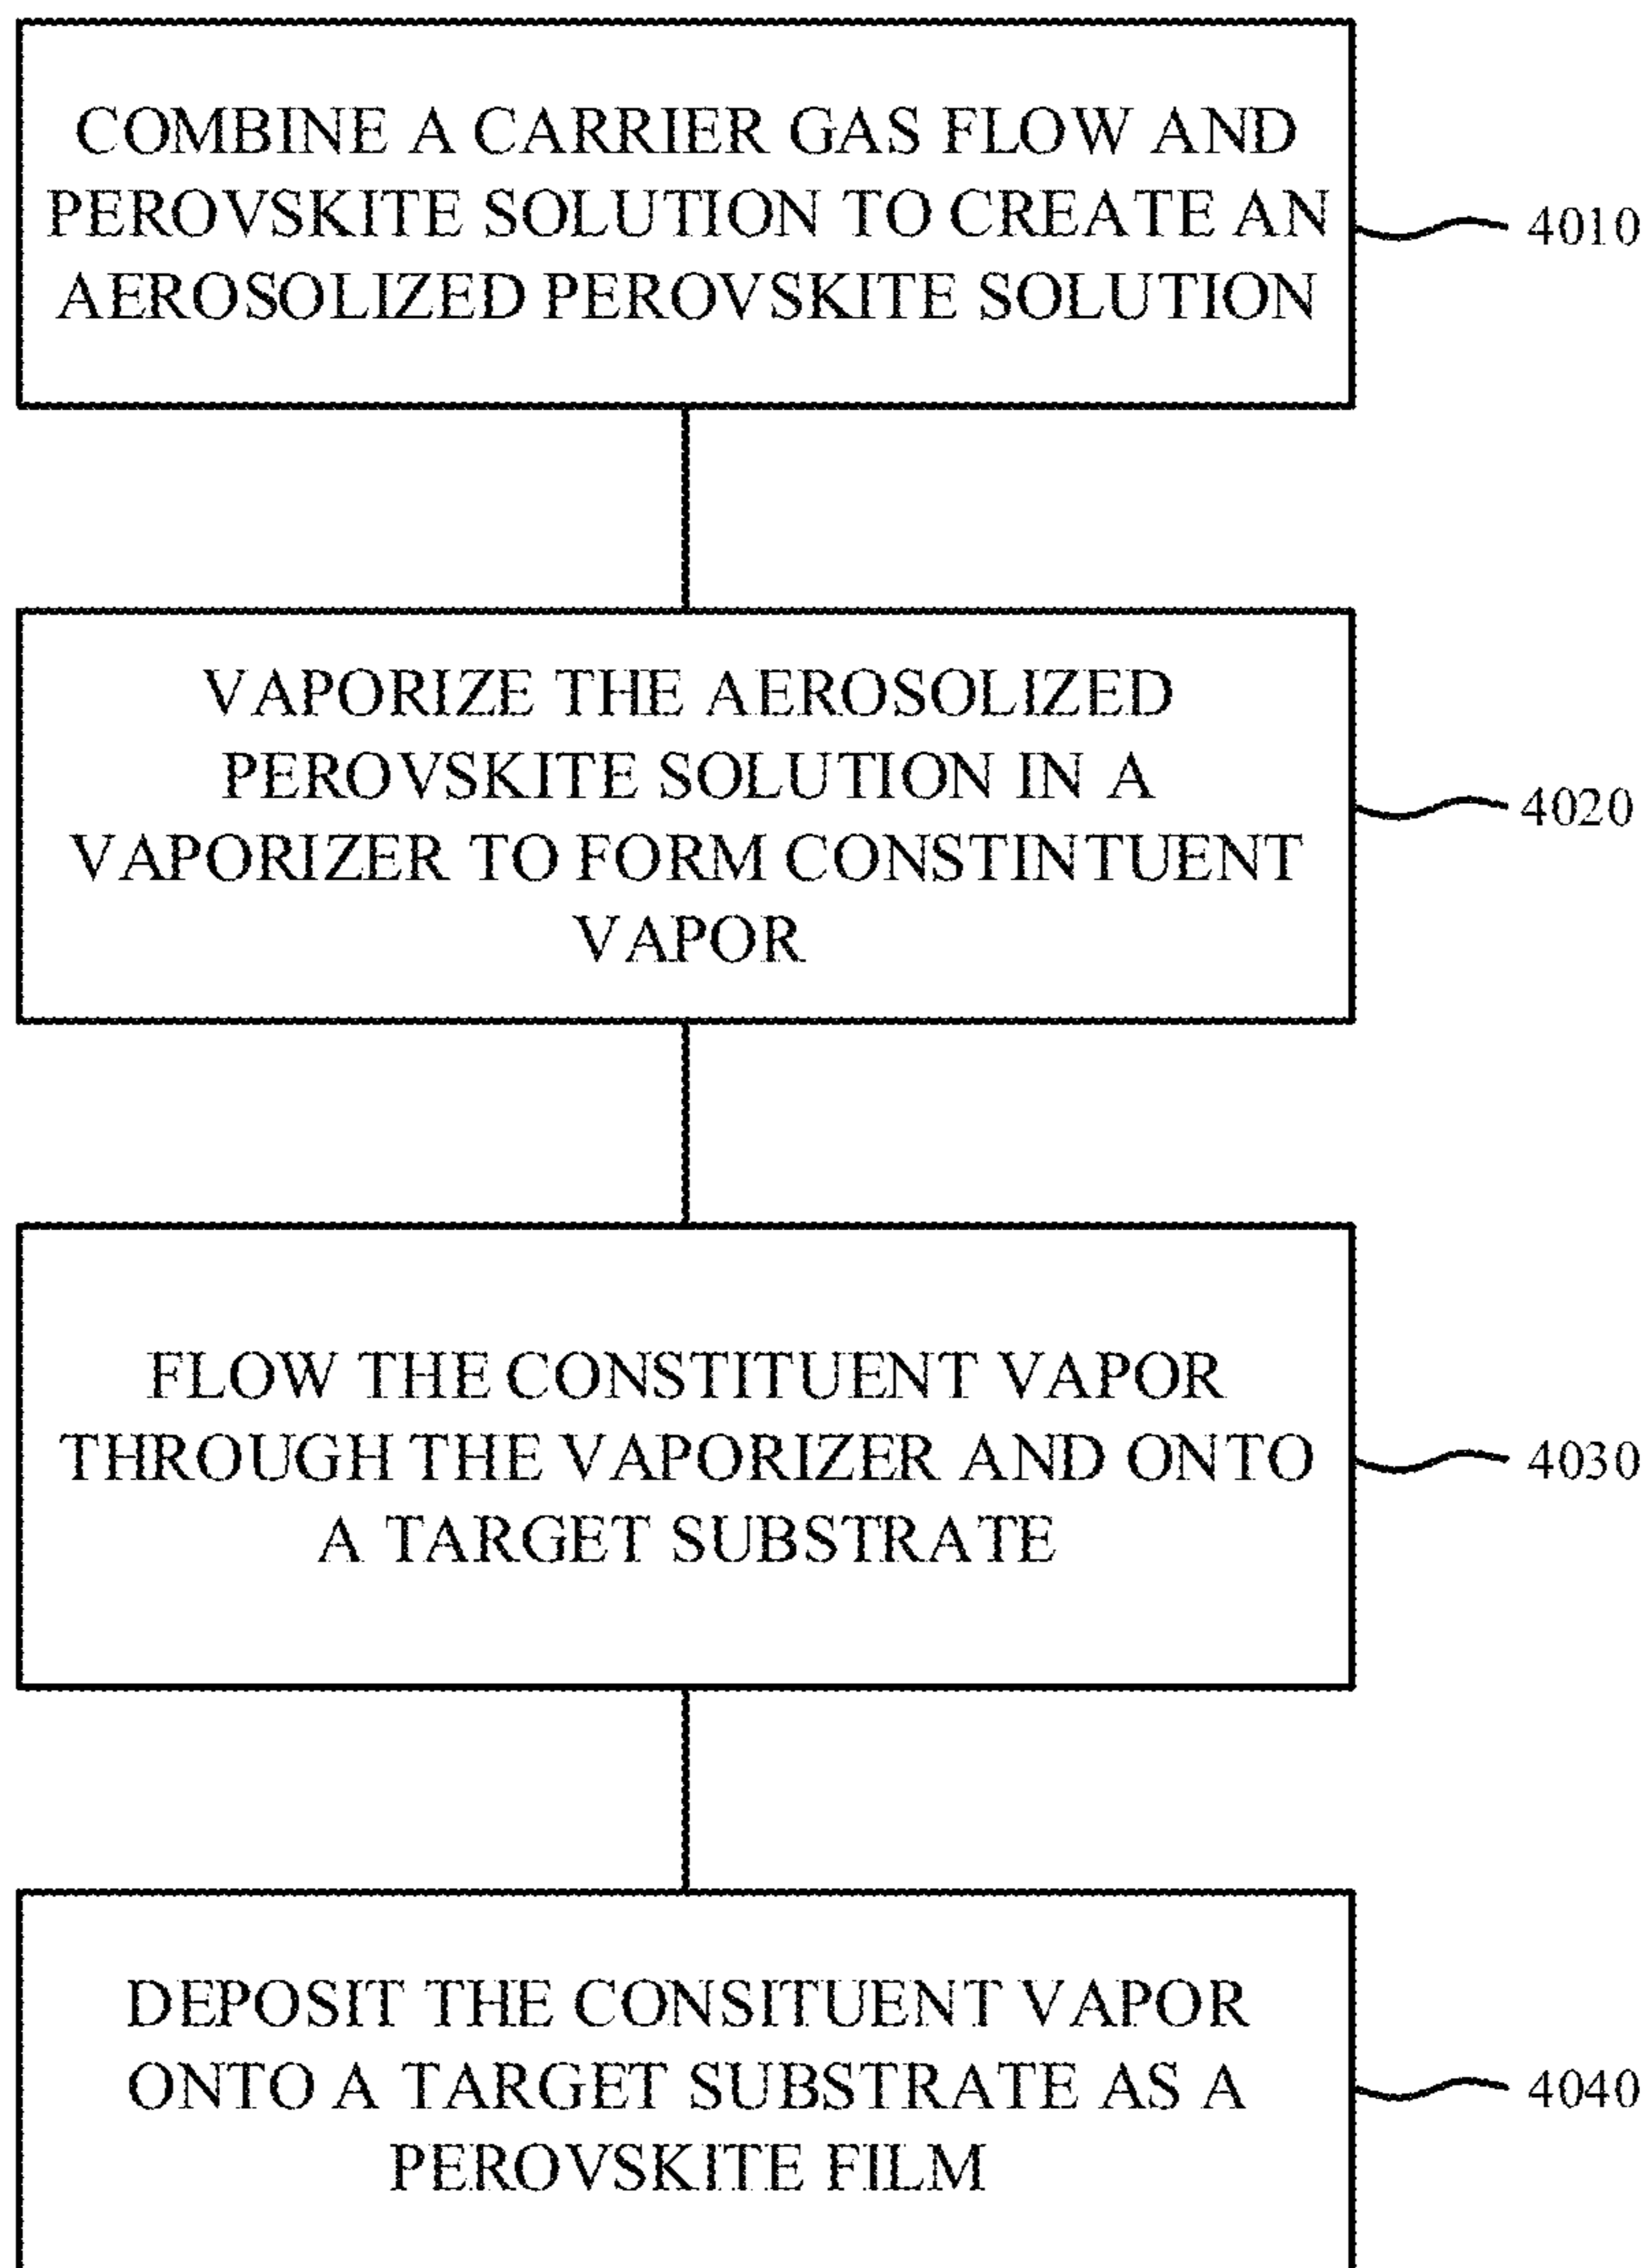 COMBINE A CARRIER GAS FLOW AND
PEROVSKITE SOLUTION TO CREATE AN
AEROSOLIZED PEROVSKITE SOLUTION
4010
VAPORIZE THE AEROSOLIZED
PEROVSKITE SOLUTION IN A
VAPORIZER TO FORM CONSTINTUENT
VAPOR
4020
FLOW THE CONSTITUENT VAPOR
THROUGH THE VAPORIZER AND ONTO
A TARGET SUBSTRATE
4030
DEPOSIT THE CONSITUENT VAPOR
ONTO A TARGET SUBSTRATE AS A
PEROVSKITE FILM
4040